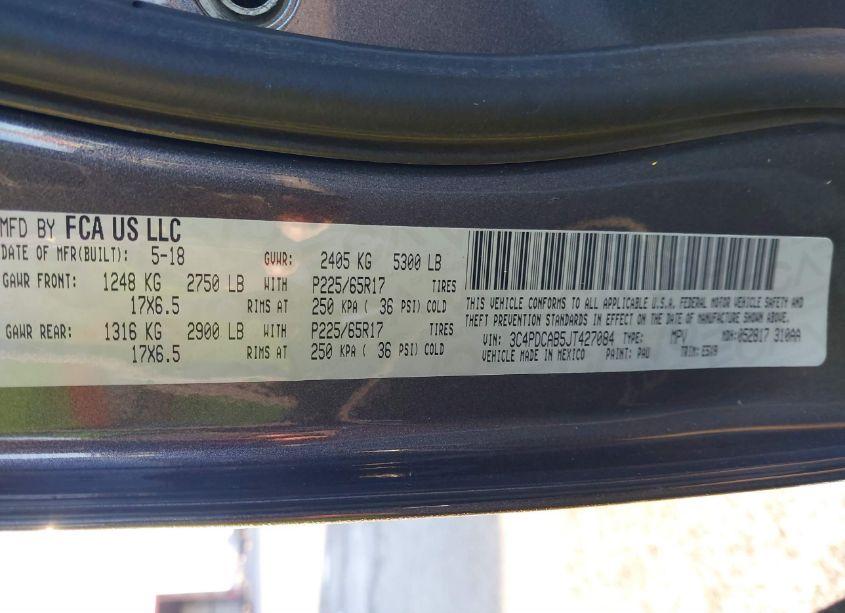 MFD BY FCA US LLC
DATE OF MFR(BUILT): 5-18 GVWR: 2405 KG 5300 LB
GAWR FRONT: 1248 KG 2750 LB WITH P225/65R17 TIRES
17X6.5 RIMS AT 250 KPA ( 36 PSI) COLD
GAWR REAR: 1316 KG 2900 LB WITH P225/65R17 TIRES
17X6.5 RIMS AT 250 KPA ( 36 PSI) COLD
THIS VEHICLE CONFORMS TO ALL APPLICABLE U.S.A. FEDERAL MOTOR VEHICLE SAFETY AND
THEFT PREVENTION STANDARDS IN EFFECT ON THE DATE OF MANUFACTURE SHOWN ABOVE.
VIN: 3C4PDCAB5JT427084 TYPE: MPV MDH: 052817 310AA
VEHICLE MADE IN MEXICO PAINT: PAU TRIM: